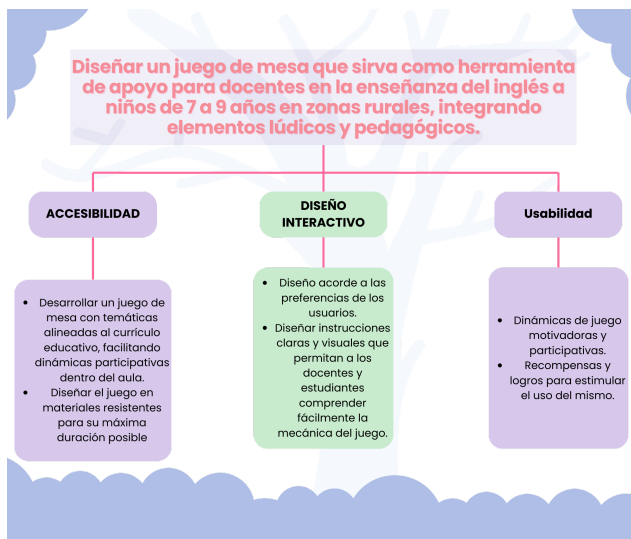 Diseñar un juego de mesa que sirva como herramienta
de apoyo para docentes en la enseñanza del inglés a
niños de 7 a 9 años en zonas rurales, integrando
elementos lúdicos y pedagógicos.
ACCESIBILIDAD
• Desarrollar un juego de
mesa con temáticas
alineadas al currículo
educativo, facilitando
dinámicas participativas
dentro del aula.
• Diseñar el juego en
materiales resistentes
para su máxima
duración posible
DISEÑO
INTERACTIVO
• Diseño acorde a las
preferencias de los
usuarios.
• Diseñar instrucciones
claras y visuales que
permitan a los
docentes y
estudiantes
comprender
fácilmente la
mecánica del juego.
Usabilidad
• Dinámicas de juego
motivadoras y
participativas.
• Recompensas y
logros para estimular
el uso del mismo.